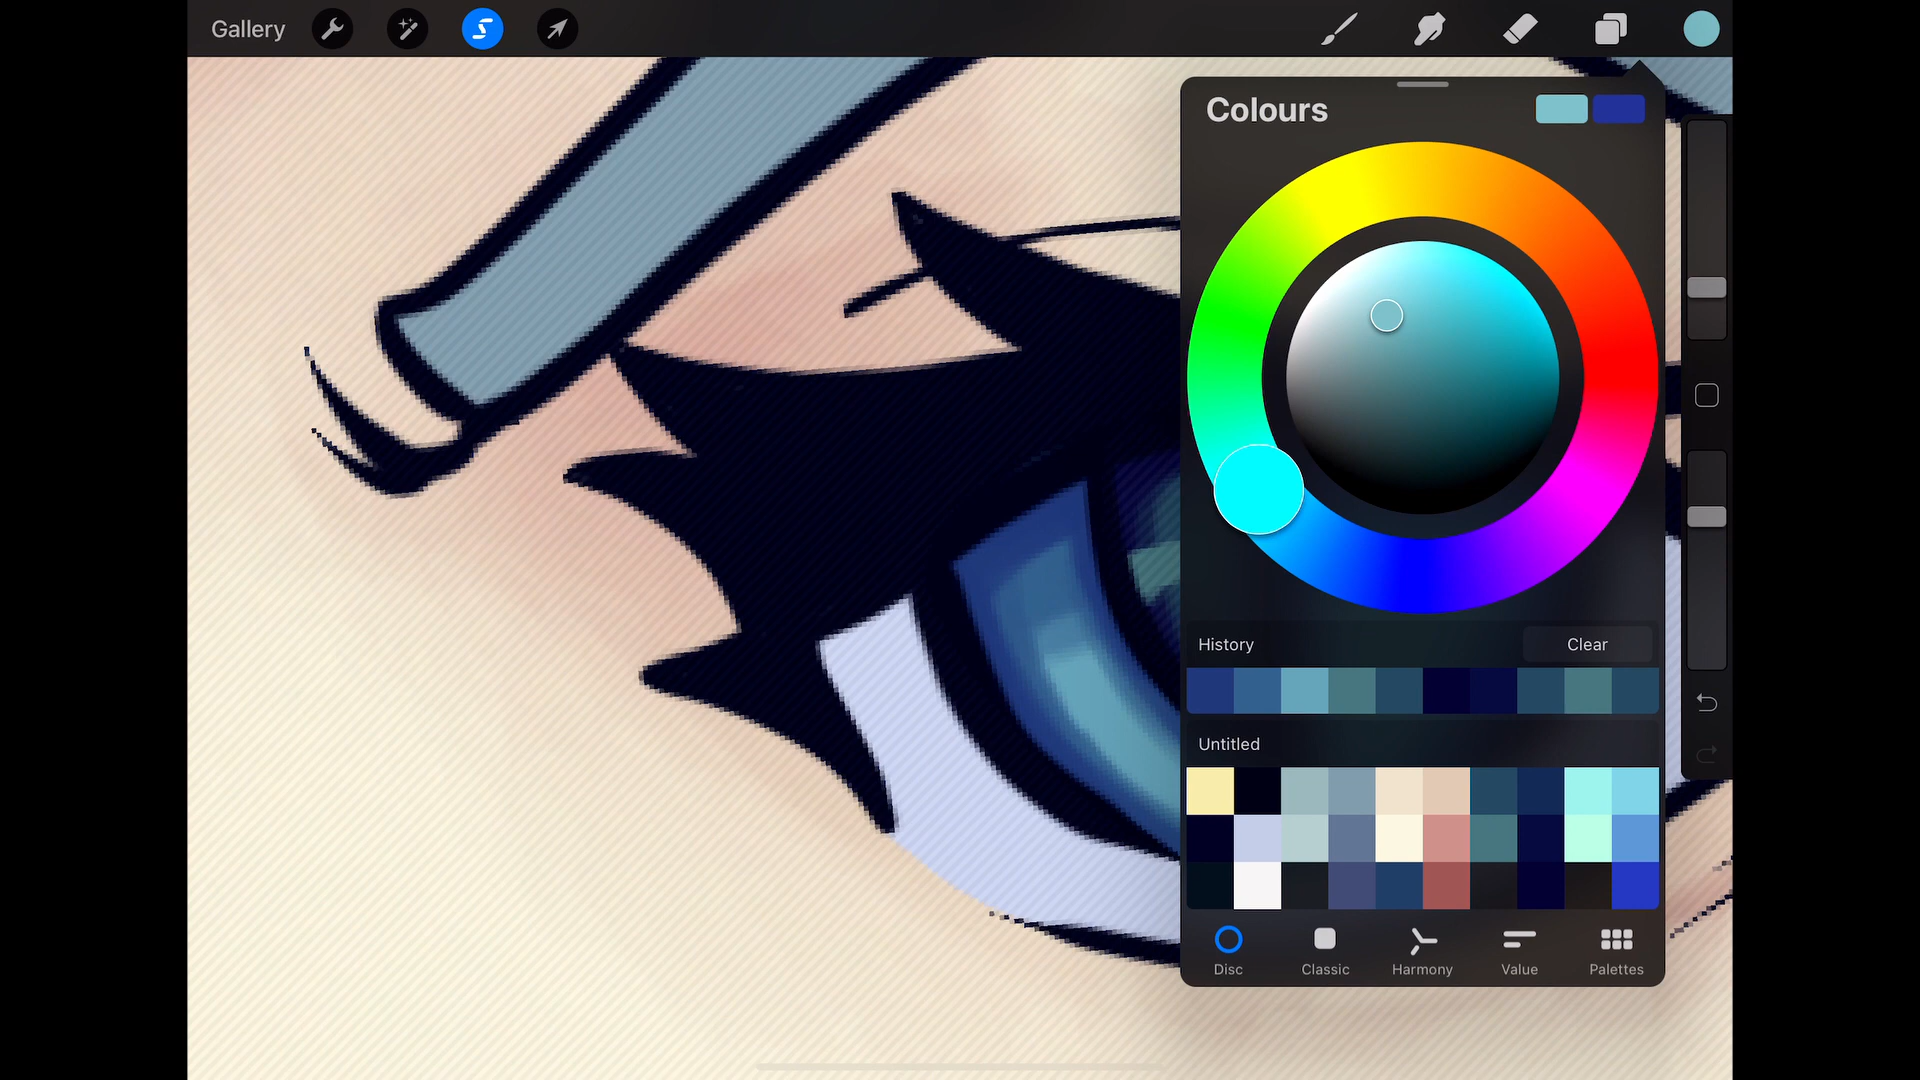 Gallery
Colours
History
Clear
Untitled
Disc
Classic
Harmony
Value
Palettes